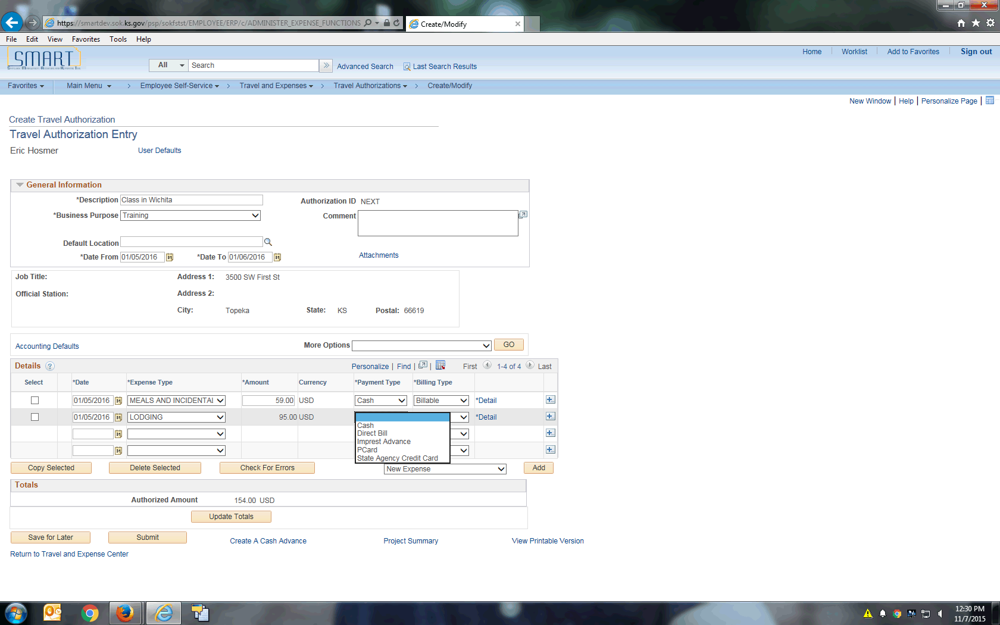 https://smartdev.sok.ks.gov/psp/sokfstst/EMPLOYEE/ERP/c/ADMINISTER_EXPENSE_FUNCTIONS
Create/Modify
File Edit View Favorites Tools Help
SMART
All Search Advanced Search Last Search Results
Home Worklist Add to Favorites Sign out
Favorites Main Menu > Employee Self-Service > Travel and Expenses > Travel Authorizations > Create/Modify
New Window | Help | Personalize Page |
Create Travel Authorization
Travel Authorization Entry
Eric Hosmer User Defaults
General Information
*Description Class in Wichita Authorization ID NEXT
*Business Purpose Training Comment
Default Location
*Date From 01/05/2016 31 *Date To 01/06/2016 31 Attachments
Job Title: Address 1: 3500 SW First St
Official Station: Address 2:
City: Topeka State: KS Postal: 66619
Accounting Defaults More Options GO
Details ? Personalize | Find | | First 1-4 of 4 Last
Select *Date *Expense Type *Amount Currency *Payment Type *Billing Type
01/05/2016 31 MEALS AND INCIDENTAL 59.00 USD Cash Billable *Detail
01/05/2016 31 LODGING 95.00 USD *Detail
31
31
Cash
Direct Bill
Imprest Advance
PCard
State Agency Credit Card
Copy Selected Delete Selected Check For Errors New Expense Add
Totals
Authorized Amount 154.00 USD
Update Totals
Save for Later Submit Create A Cash Advance Project Summary View Printable Version
Return to Travel and Expense Center
12:30 PM
11/7/2015